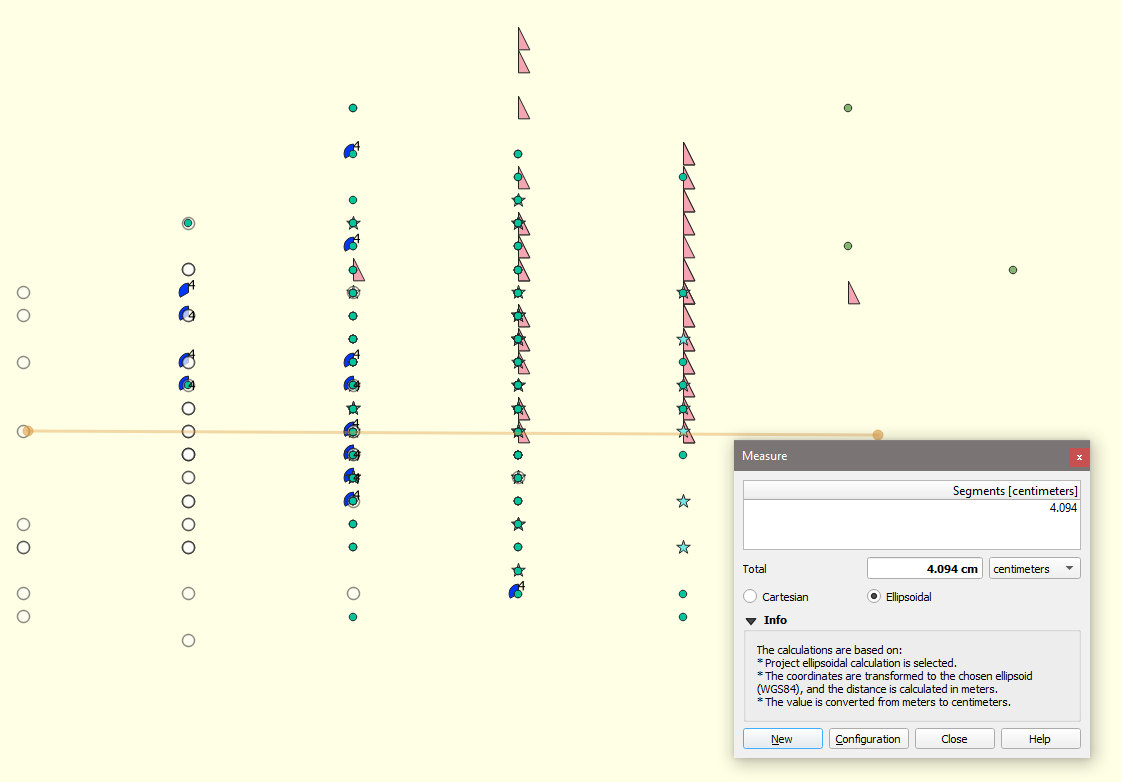 4
4
4
4
4
4
4
4
4
4
4
4
4
Measure
x
Segments [centimeters]
4.094
Total
4.094 cm
centimeters
Cartesian
Ellipsoidal
Info
The calculations are based on:
* Project ellipsoidal calculation is selected.
* The coordinates are transformed to the chosen ellipsoid
(WGS84), and the distance is calculated in meters.
* The value is converted from meters to centimeters.
New
Configuration
Close
Help